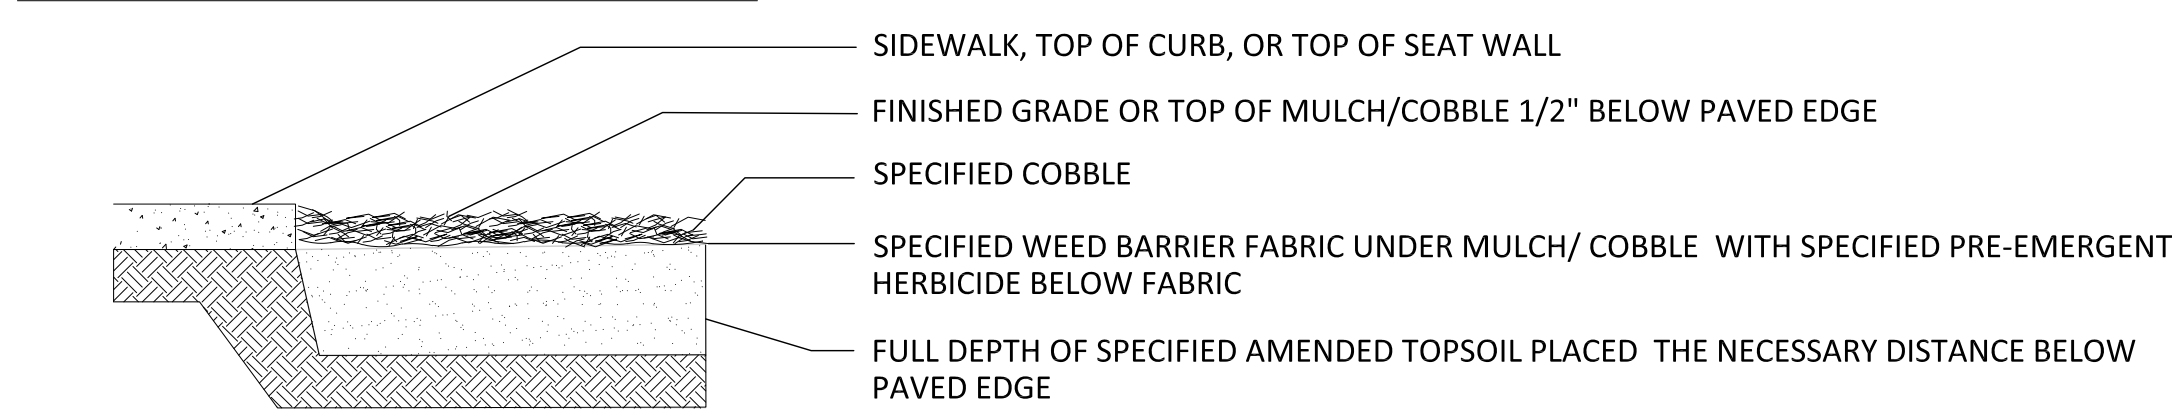 SIDEWALK, TOP OF CURB, OR TOP OF SEAT WALL
FINISHED GRADE OR TOP OF MULCH/COBBLE 1/2" BELOW PAVED EDGE
SPECIFIED COBBLE
SPECIFIED WEED BARRIER FABRIC UNDER MULCH/ COBBLE  WITH SPECIFIED PRE-EMERGENT
HERBICIDE BELOW FABRIC
FULL DEPTH OF SPECIFIED AMENDED TOPSOIL PLACED  THE NECESSARY DISTANCE BELOW
PAVED EDGE